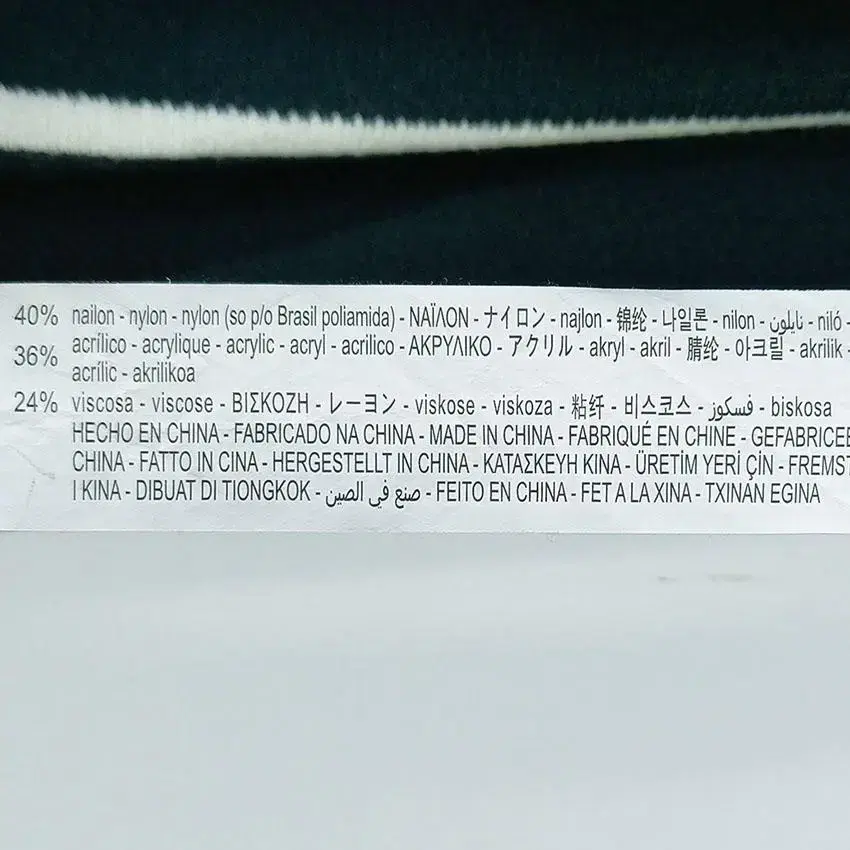 40% nailon - nylon - nylon (so p/o Brasil poliamida) - ΝΑΪΛΟΝ - ナイロン - najlon - 锦纶 - 나일론 - nilon - نايلون - niló -
36% acrílico - acrylique - acrylic - acryl - acrilico - ΑΚΡΥΛΙΚΟ - アクリル - akryl - akril - 腈纶 - 아크릴 - akrilik -
acrílic - akrilikoa
24% viscosa - viscose - ΒΙΣΚΟΖΗ - レーヨン - viskose - viskoza - 粘纤 - 비스코스 - فسكوز - biskosa
HECHO EN CHINA - FABRICADO NA CHINA - MADE IN CHINA - FABRIQUÉ EN CHINE - GEFABRICEE
CHINA - FATTO IN CINA - HERGESTELLT IN CHINA - ΚΑΤΑΣΚΕΥΗ ΚΙΝΑ - ÜRETİM YERİ ÇİN - FREMST
I KINA - DIBUAT DI TIONGKOK - صنع في الصين - FEITO EN CHINA - FET A LA XINA - TXINAN EGINA